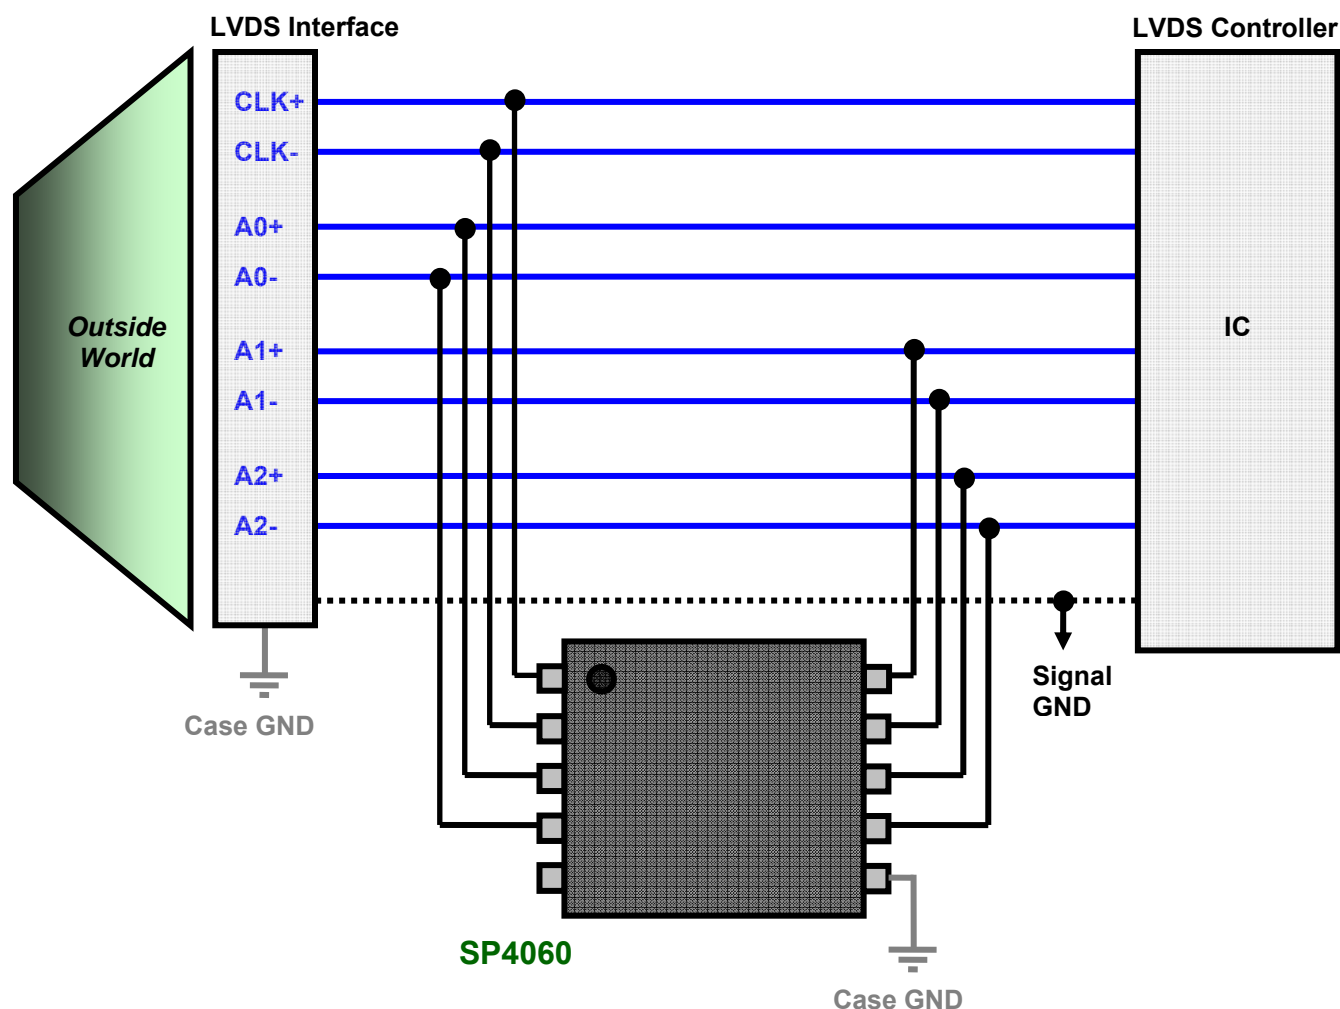 LVDS Interface
LVDS Controller
CLK+
CLK-
A0+
A0-
Outside
World
A1+
A1-
IC
A2+
A2-
Signal
GND
Case GND
SP4060
Case GND